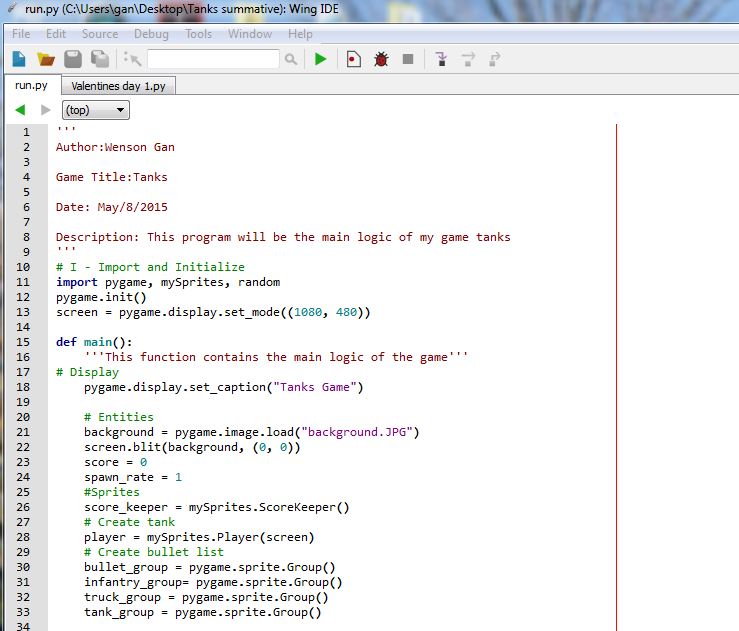 run.py (C:\Users\gan\Desktop\Tanks summative): Wing IDE
File Edit Source Debug Tools Window Help
run.py Valentines day 1.py
(top)
1 '''
2 Author:Wenson Gan
3
4 Game Title:Tanks
5
6 Date: May/8/2015
7
8 Description: This program will be the main logic of my game tanks
9 '''
10 # I - Import and Initialize
11 import pygame, mySprites, random
12 pygame.init()
13 screen = pygame.display.set_mode((1080, 480))
14
15 def main():
16     '''This function contains the main logic of the game'''
17 # Display
18     pygame.display.set_caption("Tanks Game")
19
20     # Entities
21     background = pygame.image.load("background.JPG")
22     screen.blit(background, (0, 0))
23     score = 0
24     spawn_rate = 1
25     #Sprites
26     score_keeper = mySprites.ScoreKeeper()
27     # Create tank
28     player = mySprites.Player(screen)
29     # Create bullet list
30     bullet_group = pygame.sprite.Group()
31     infantry_group= pygame.sprite.Group()
32     truck_group = pygame.sprite.Group()
33     tank_group = pygame.sprite.Group()
34